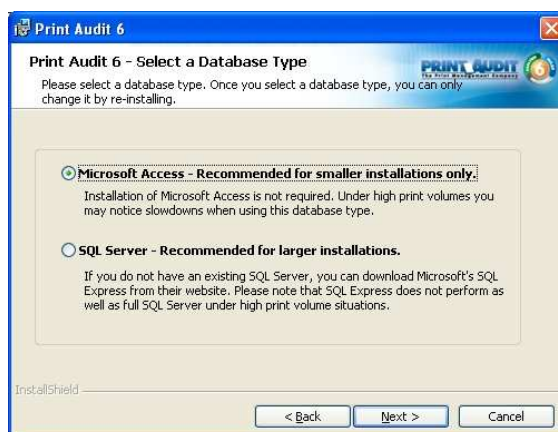 Print Audit 6
Print Audit 6 - Select a Database Type
Please select a database type. Once you select a database type, you can only
change it by re-installing.
PRINT AUDIT 6
The Print Management Company
Microsoft Access - Recommended for smaller installations only.
Installation of Microsoft Access is not required. Under high print volumes you
may notice slowdowns when using this database type.
SQL Server - Recommended for larger installations.
If you do not have an existing SQL Server, you can download Microsoft's SQL
Express from their website. Please note that SQL Express does not perform as
well as full SQL Server under high print volume situations.
InstallShield
< Back
Next >
Cancel